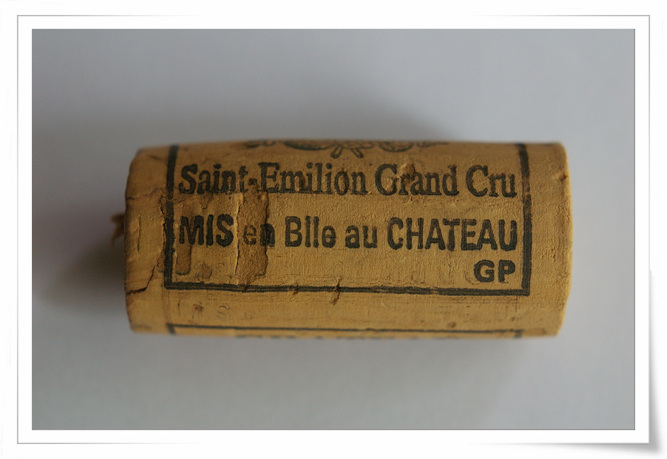 Saint-Emilion Grand Cru
MIS en Blle au CHATEAU
GP